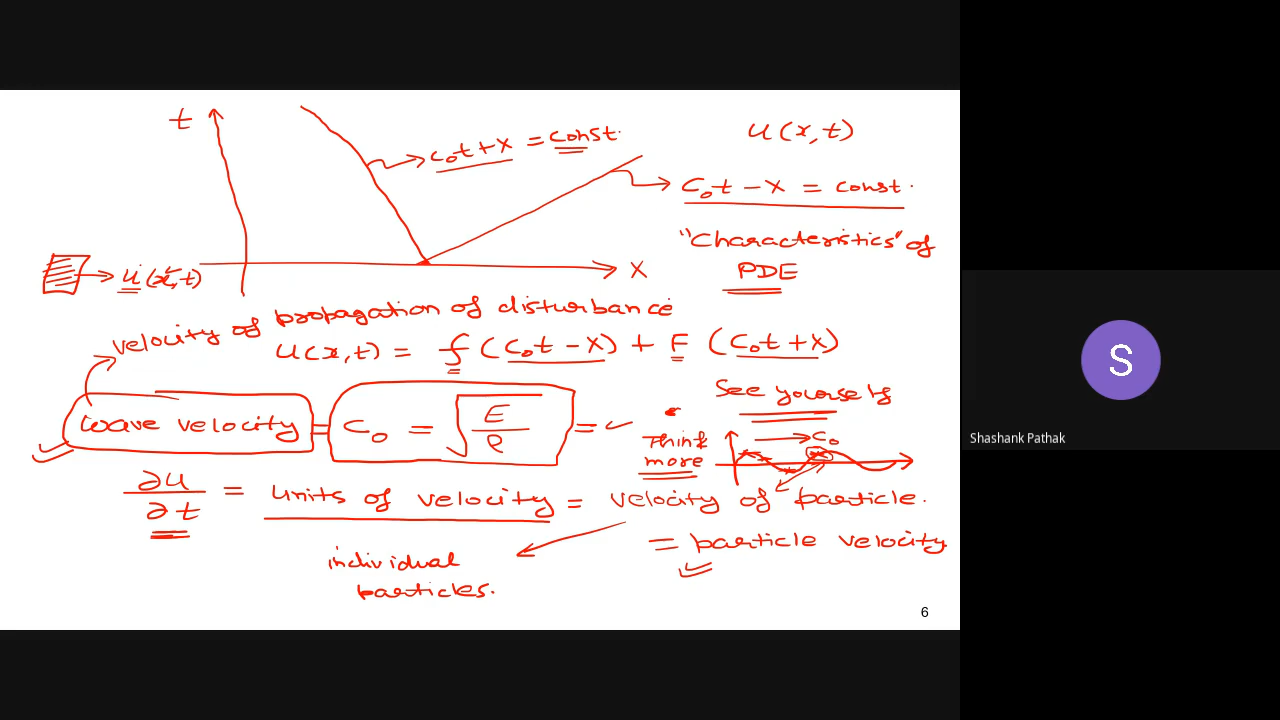 t
C₀t + x = const.
u(x,t)
C₀t - x = const.
"Characteristics" of
PDE
x
u(x,t)
velocity of propagation of disturbance
u(x,t) = f (C₀t - x) + F (C₀t + x)
See yourself
wave velocity = C₀ = √E/ρ =
Think
more
C₀
∂u/∂t = units of velocity = velocity of particle.
= particle velocity
individual
particles.
6
Shashank Pathak
S